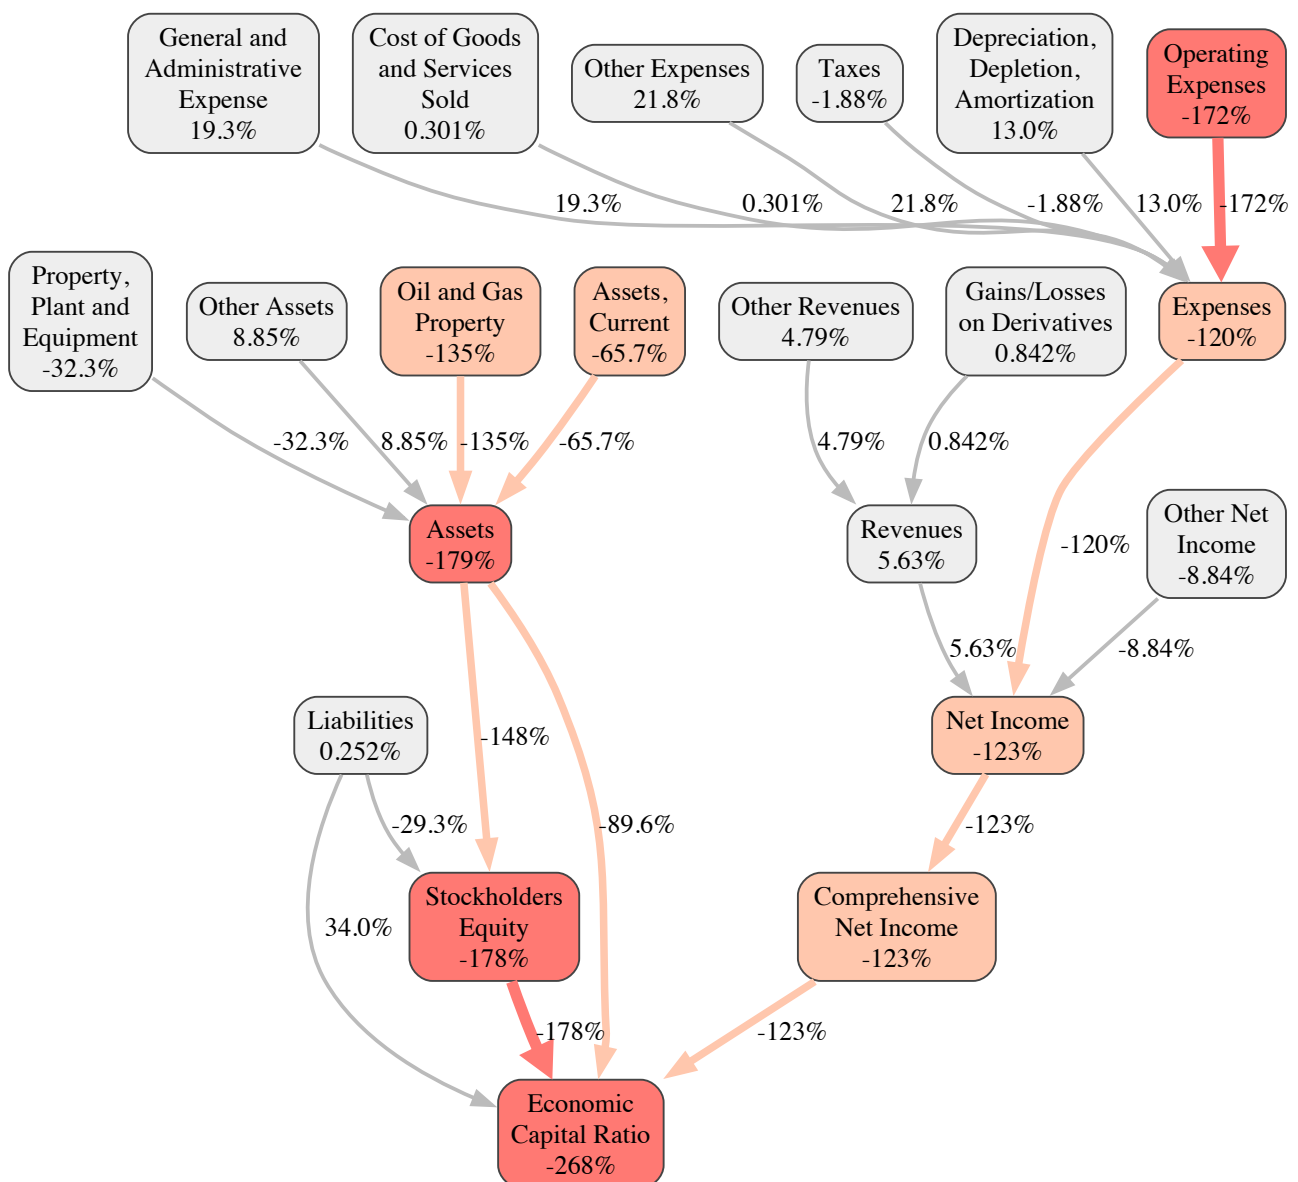 General and
Administrative
Expense
19.3%
Cost of Goods
and Services
Sold
0.301%
Other Expenses
21.8%
Taxes
-1.88%
Depreciation,
Depletion,
Amortization
13.0%
Operating
Expenses
-172%
19.3%
0.301%
21.8%
-1.88%
13.0%
-172%
Property,
Plant and
Equipment
-32.3%
Other Assets
8.85%
Oil and Gas
Property
-135%
Assets,
Current
-65.7%
Other Revenues
4.79%
Gains/Losses
on Derivatives
0.842%
Expenses
-120%
-32.3%
8.85%
-135%
-65.7%
4.79%
0.842%
Assets
-179%
Revenues
5.63%
-120%
Other Net
Income
-8.84%
5.63%
-8.84%
Liabilities
0.252%
-148%
Net Income
-123%
-29.3%
-89.6%
-123%
34.0%
Stockholders
Equity
-178%
Comprehensive
Net Income
-123%
-178%
-123%
Economic
Capital Ratio
-268%